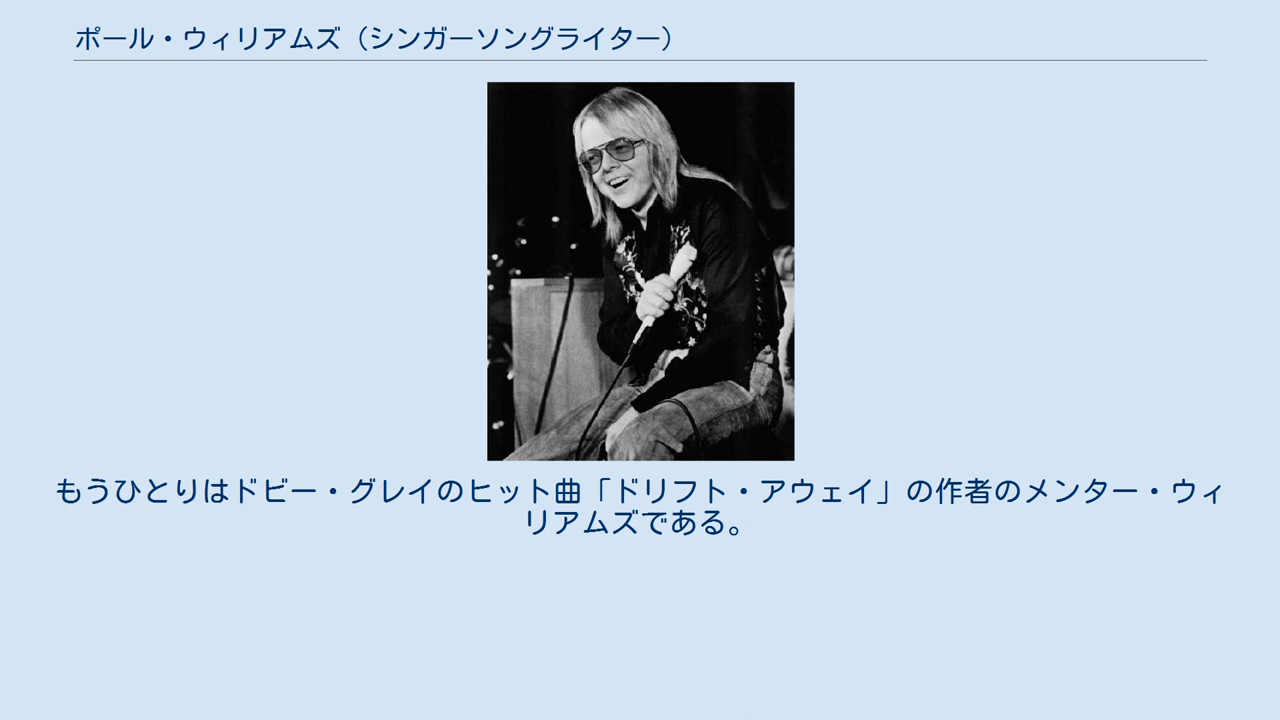 ポール・ウィリアムズ（シンガーソングライター）
もうひとりはドビー・グレイのヒット曲「ドリフト・アウェイ」の作者のメンター・ウィ
リアムズである。